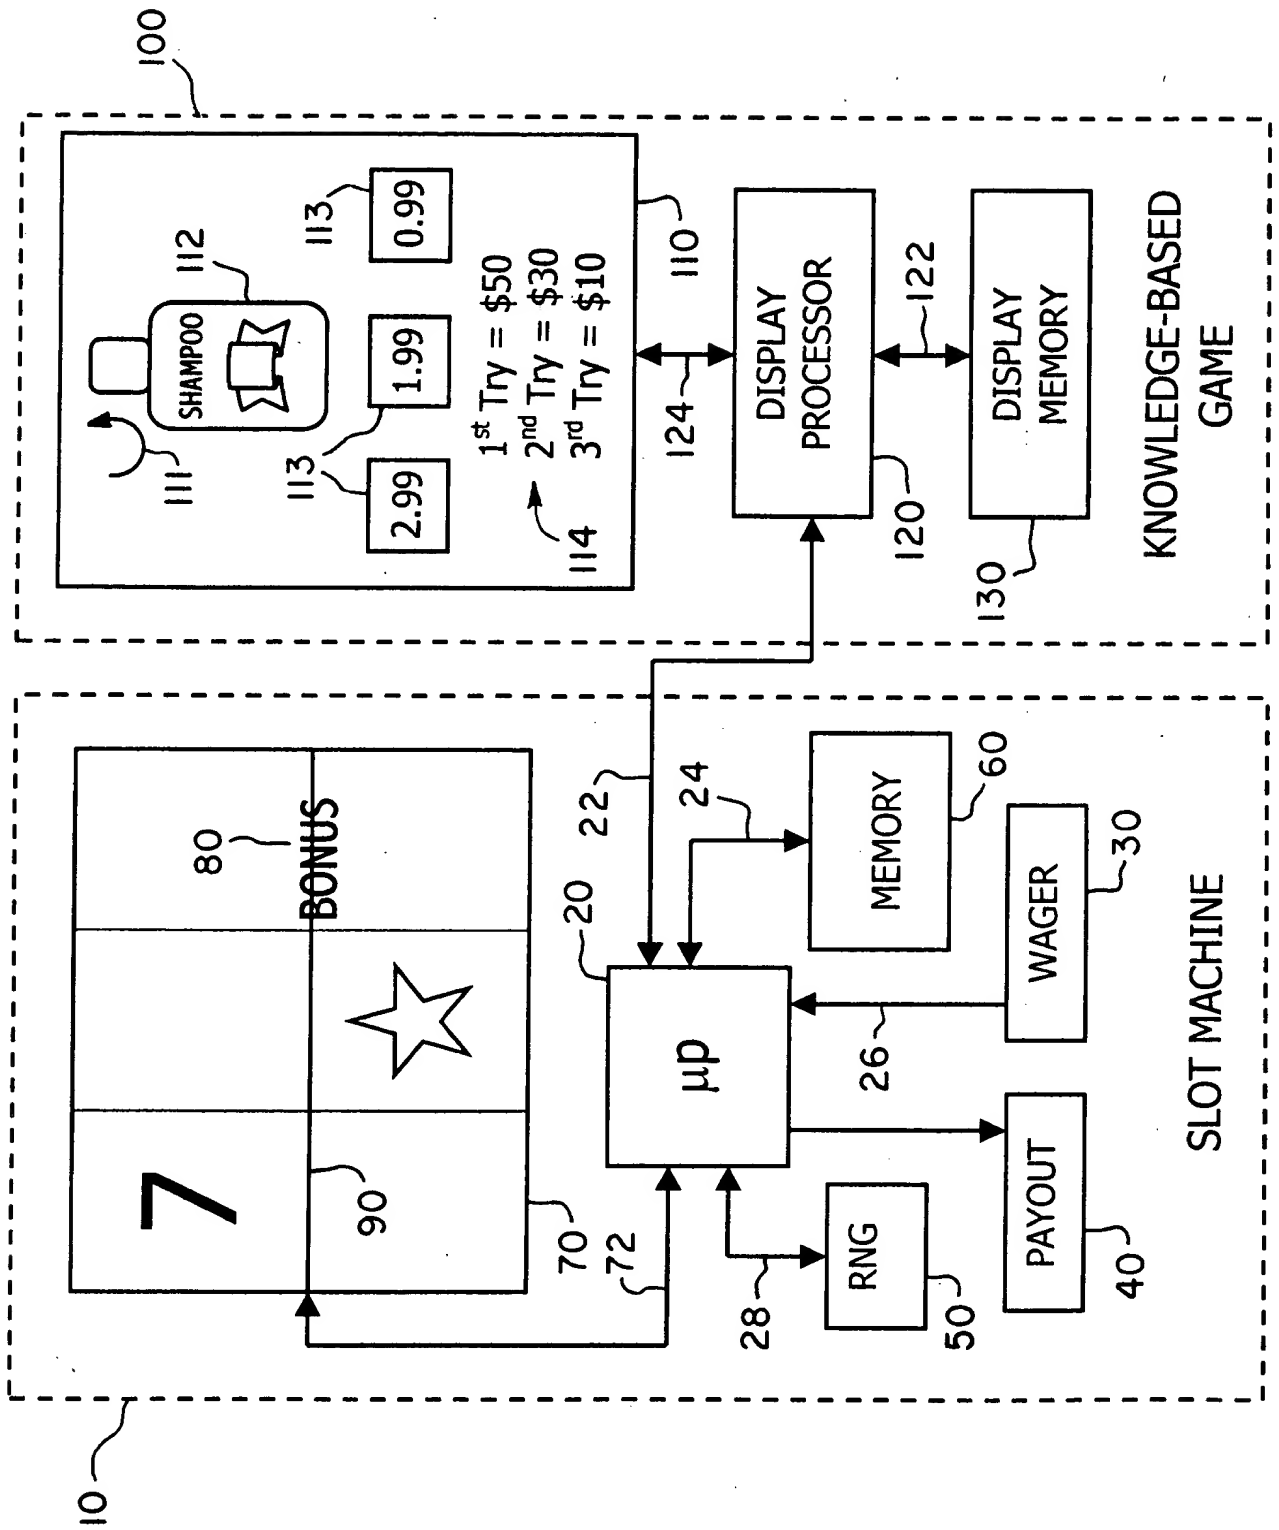 10
7
90
80
BONUS
70
72
20
22
24
µp
MEMORY
60
28
RNG
50
26
PAYOUT
40
WAGER
30
SLOT MACHINE
100
111
SHAMPOO
112
113
113
2.99
1.99
0.99
114
1st Try = $50
2nd Try = $30
3rd Try = $10
110
124
DISPLAY
PROCESSOR
120
122
DISPLAY
MEMORY
130
KNOWLEDGE-BASED
GAME